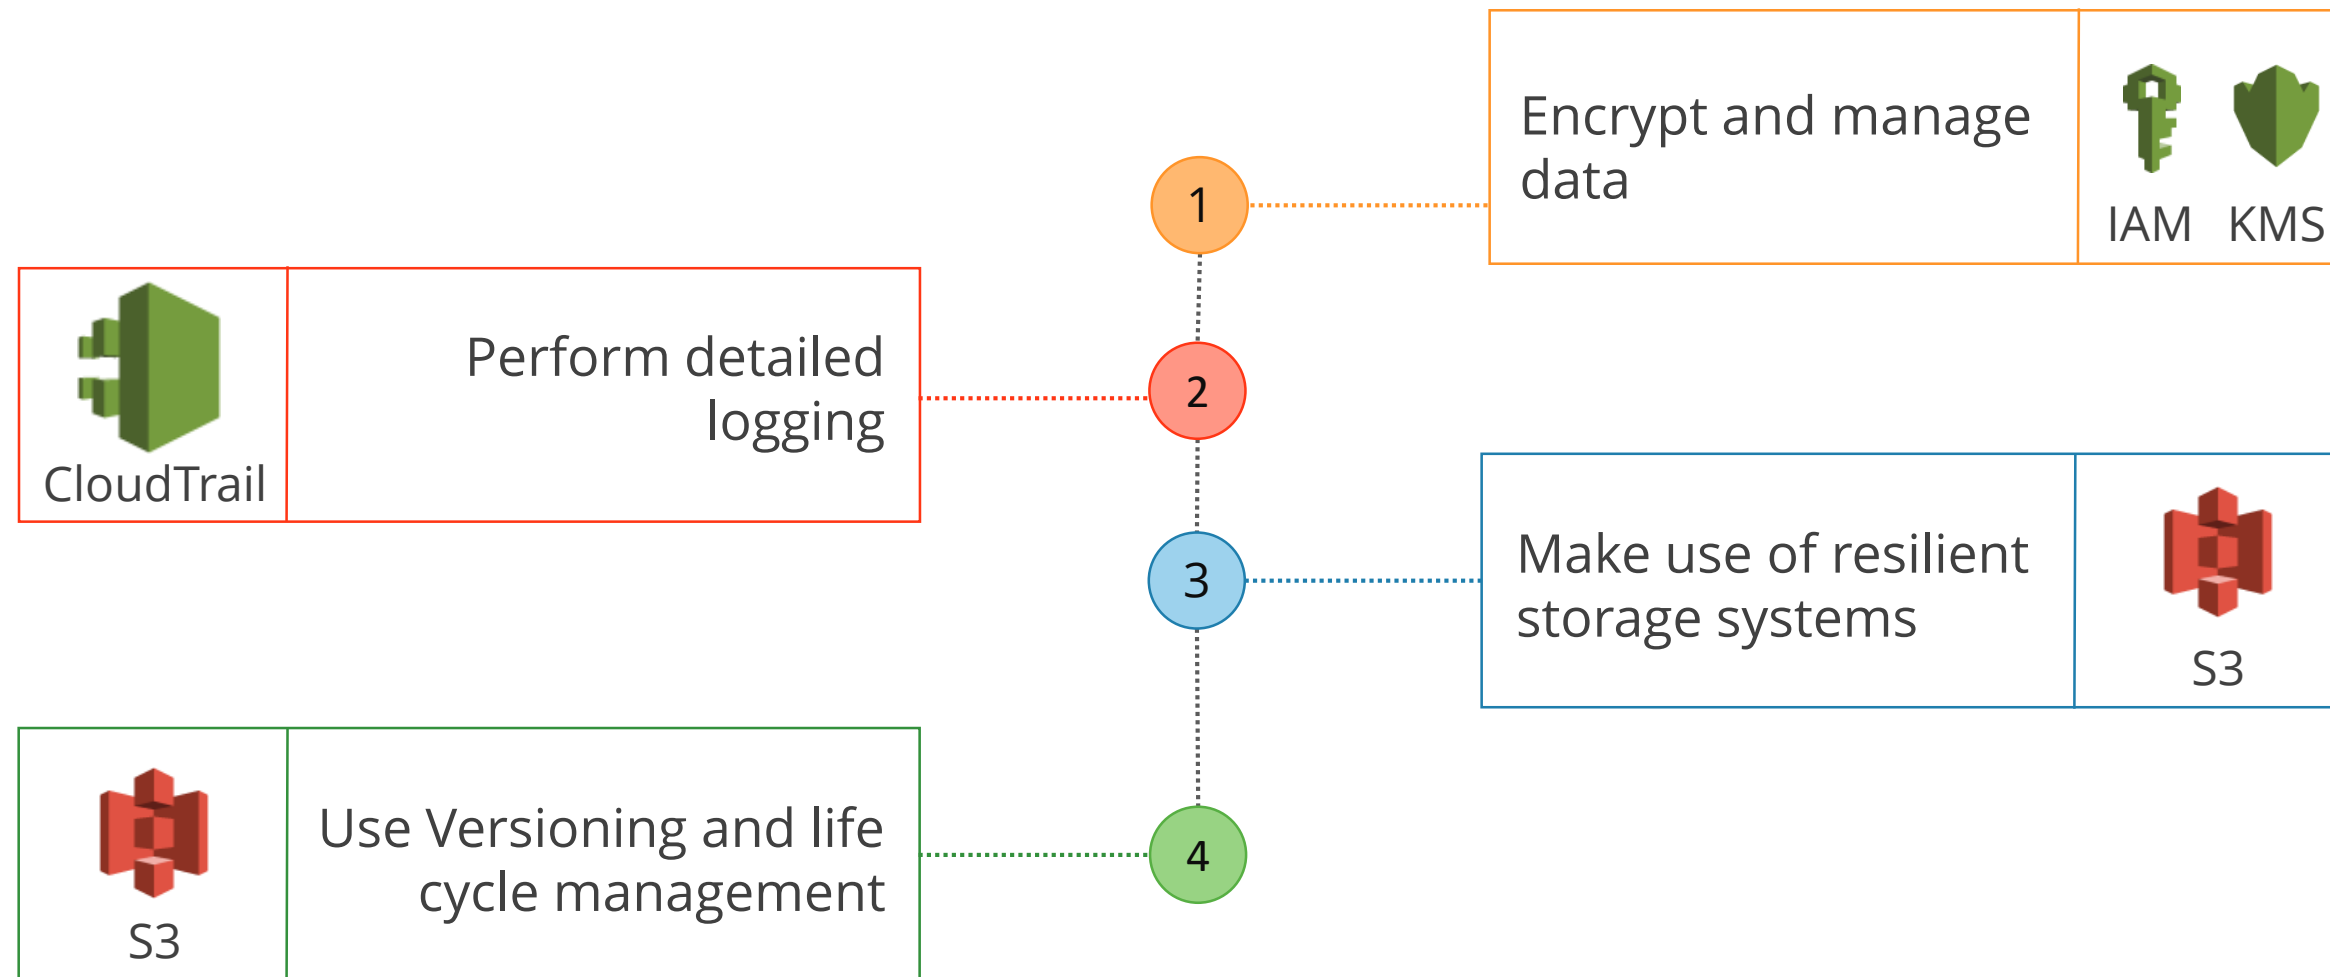 1
Encrypt and manage
data
IAM KMS
2
Perform detailed
logging
CloudTrail
3
Make use of resilient
storage systems
S3
4
Use Versioning and life
cycle management
S3